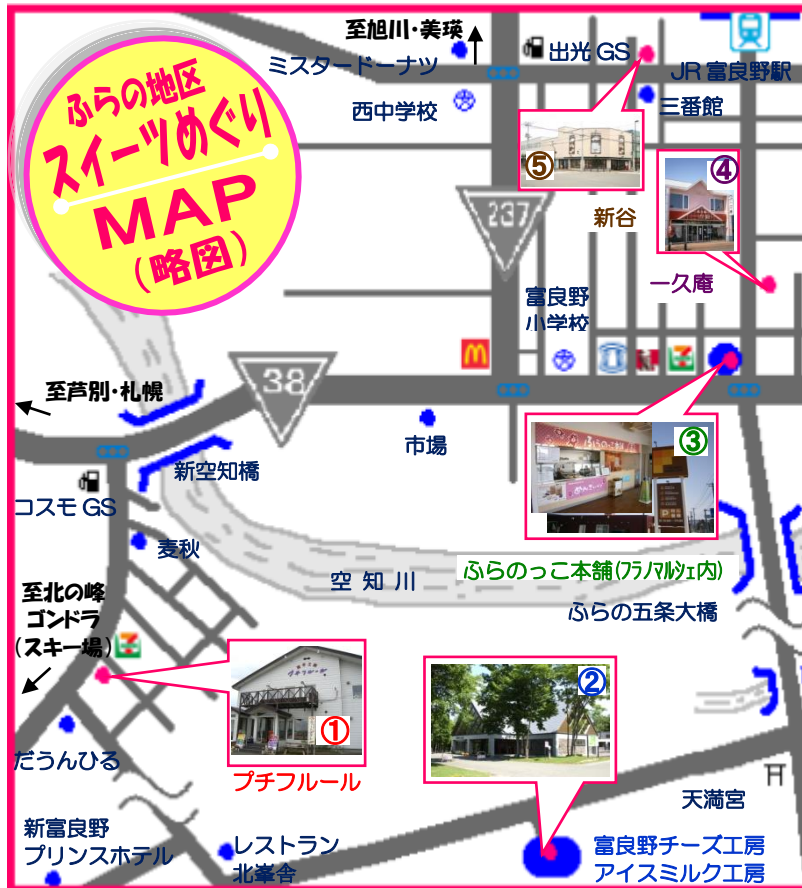 ふらの地区
スイーツめぐり
MAP
(略図)
至旭川・美瑛
ミスタードーナツ
出光GS
JR富良野駅
西中学校
三番館
⑤
④
237
新谷
一久庵
富良野
小学校
38
至芦別・札幌
市場
③
新空知橋
コスモGS
麦秋
空知川
ふらのっこ本舗(フラノマルシェ内)
ふらの五条大橋
至北の峰
ゴンドラ
(スキー場)
①
②
プチフルール
だうんひる
天満宮
新富良野
プリンスホテル
レストラン
北峯舎
富良野チーズ工房
アイスミルク工房